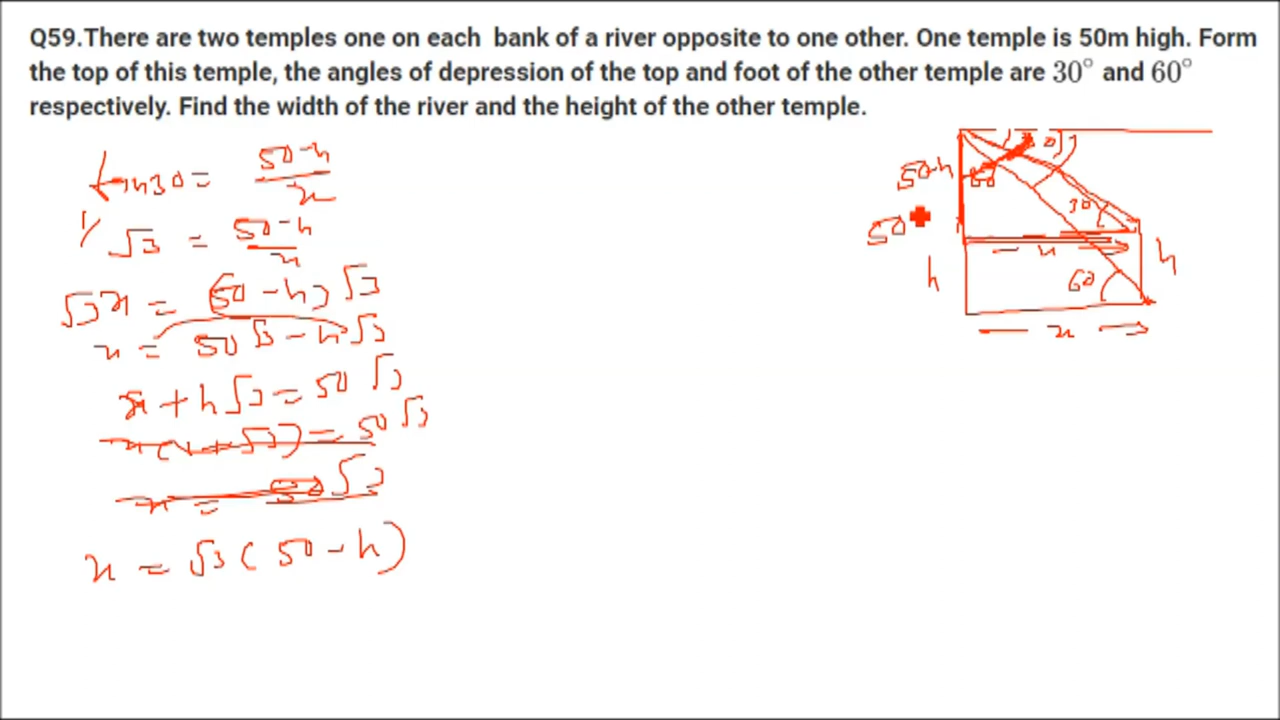 Q59.There are two temples one on each bank of a river opposite to one other. One temple is 50m high. Form
the top of this temple, the angles of depression of the top and foot of the other temple are 30° and 60°
respectively. Find the width of the river and the height of the other temple.
tan30 = 50-h/x
1/√3 = 50-h/x
√3x = (50-h)√3
x = 50√3 - h√3
x + h√3 = 50√3
x = √3(50-h)
50-h
60
30
50
x
h
h
60
x